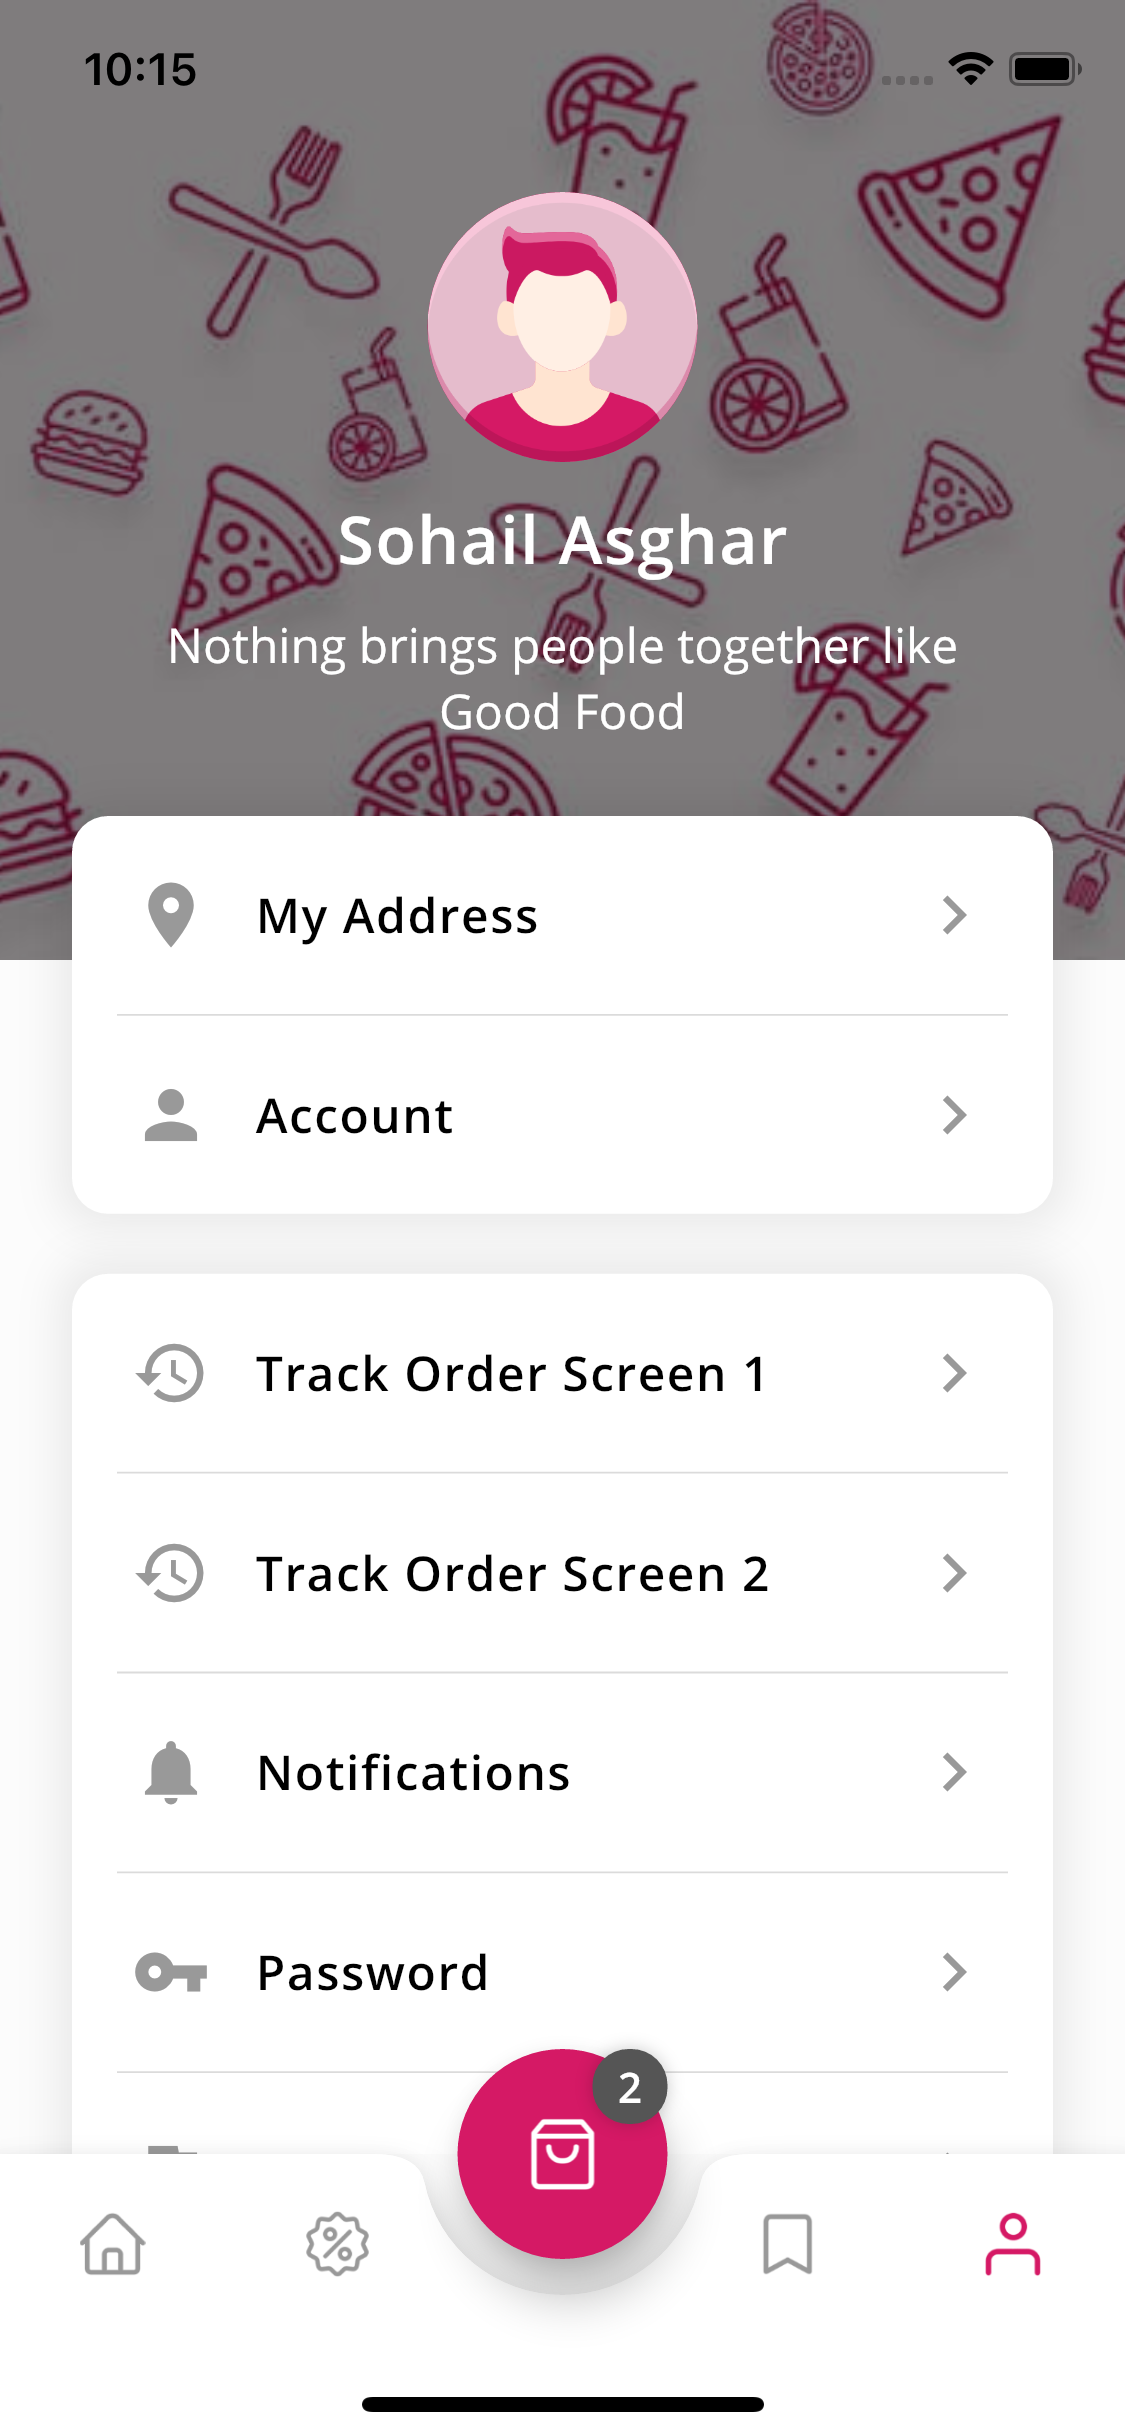 10:15
Sohail Asghar
Nothing brings people together like
Good Food
My Address
Account
Track Order Screen 1
Track Order Screen 2
Notifications
Password
2